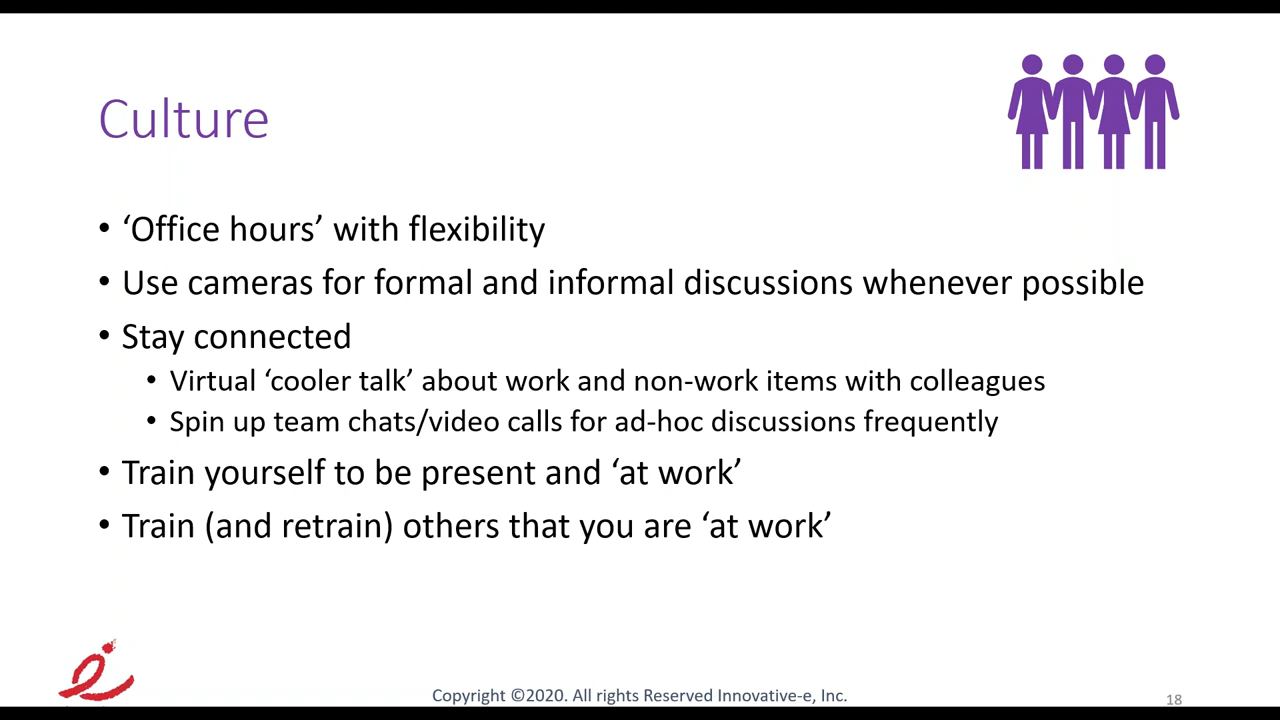 Culture
• ‘Office hours’ with flexibility
• Use cameras for formal and informal discussions whenever possible
• Stay connected
• Virtual ‘cooler talk’ about work and non-work items with colleagues
• Spin up team chats/video calls for ad-hoc discussions frequently
• Train yourself to be present and ‘at work’
• Train (and retrain) others that you are ‘at work’
Copyright ©2020. All rights Reserved Innovative-e, Inc.
18